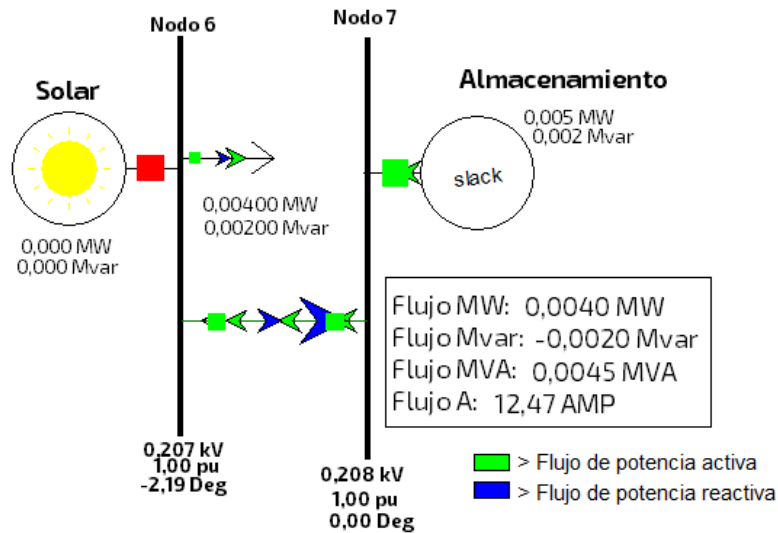 Nodo 6
Nodo 7
Solar
Almacenamiento
0,005 MW
0,002 Mvar
slack
0,00400 MW
0,00200 Mvar
0,000 MW
0,000 Mvar
Flujo MW: 0,0040 MW
Flujo Mvar: -0,0020 Mvar
Flujo MVA: 0,0045 MVA
Flujo A: 12,47 AMP
0,207 kV
1,00 pu
-2,19 Deg
0,208 kV
1,00 pu
0,00 Deg
> Flujo de potencia activa
> Flujo de potencia reactiva